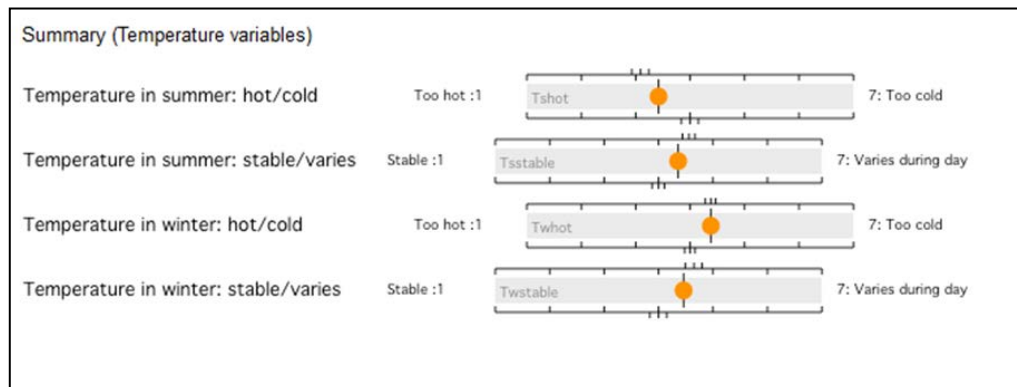 Summary (Temperature variables)
Temperature in summer: hot/cold Too hot :1 Tshot 7: Too cold
Temperature in summer: stable/varies Stable :1 Tsstable 7: Varies during day
Temperature in winter: hot/cold Too hot :1 Twhot 7: Too cold
Temperature in winter: stable/varies Stable :1 Twstable 7: Varies during day